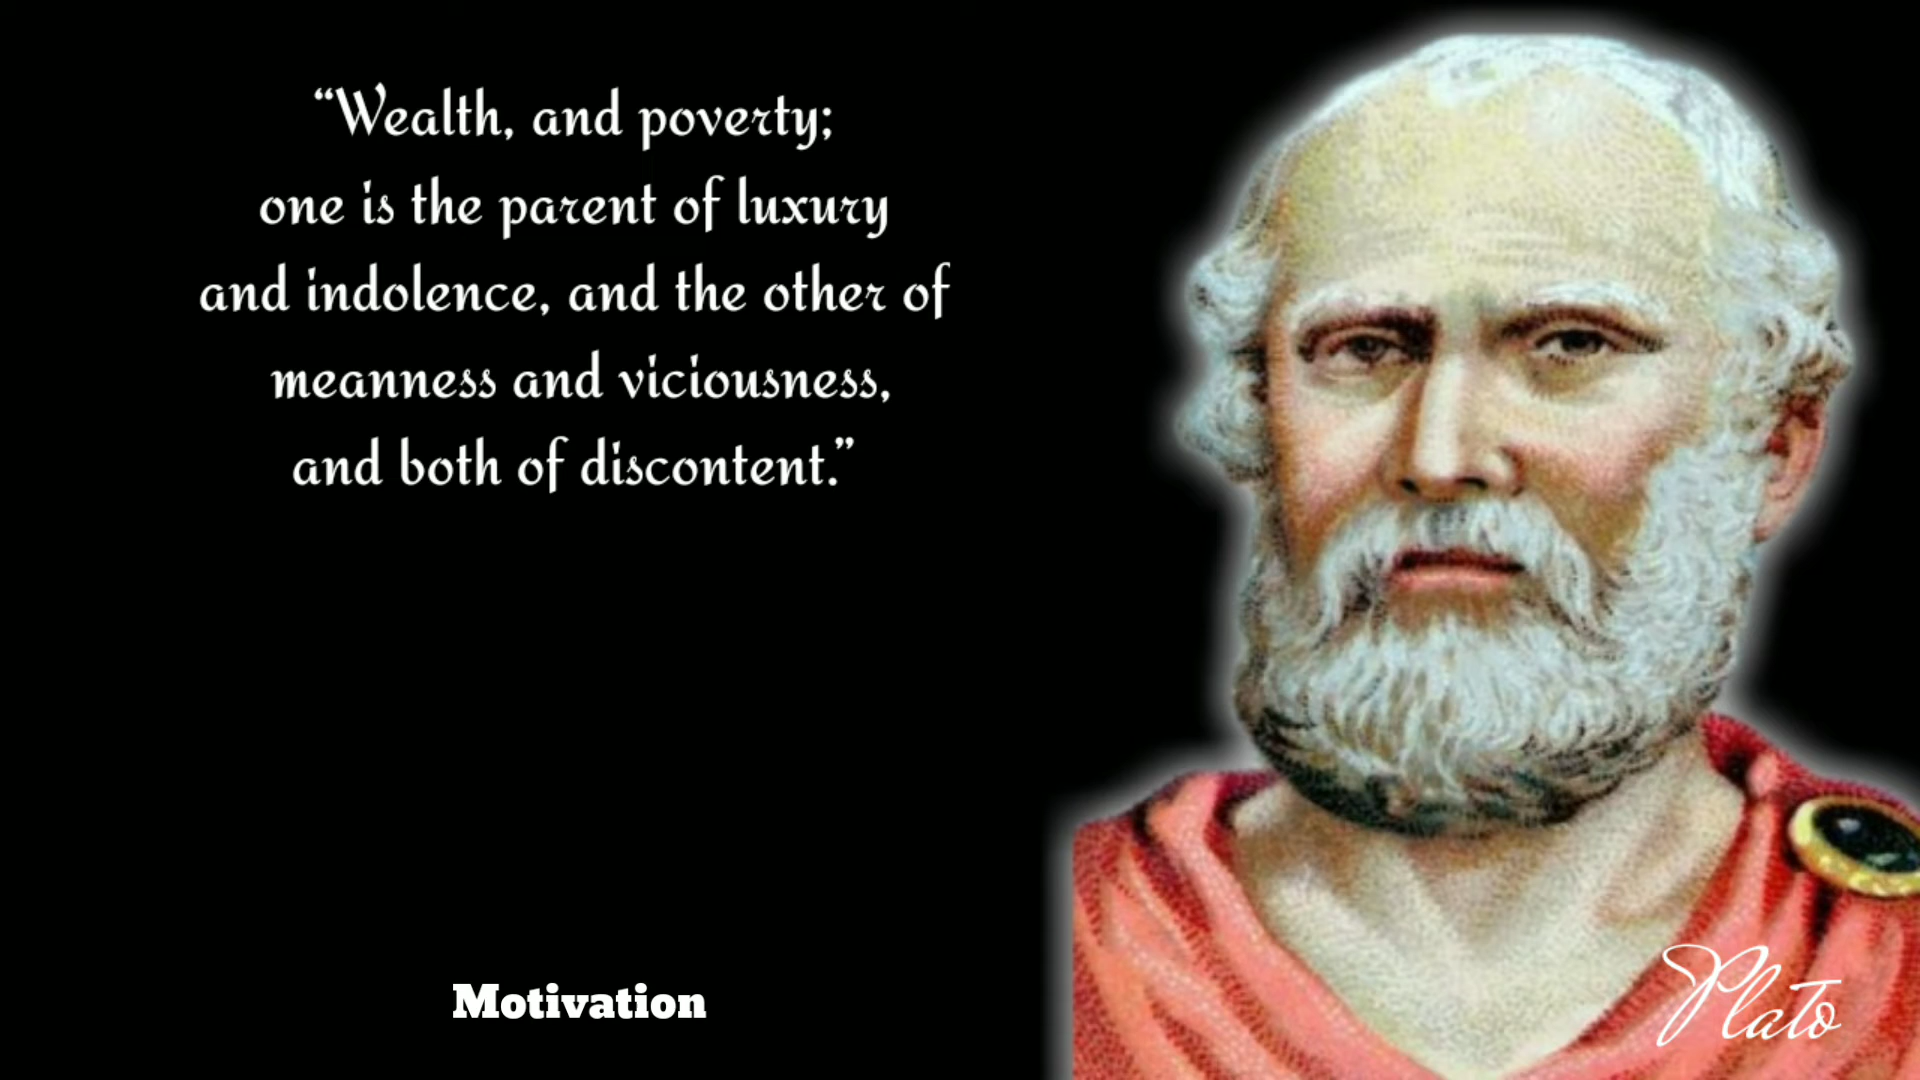 “Wealth, and poverty;
one is the parent of luxury
and indolence, and the other of
meanness and viciousness,
and both of discontent.”
Motivation
Plato